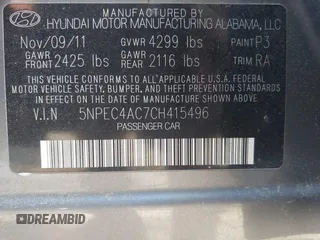 MANUFACTURED BY
HYUNDAI MOTOR MANUFACTURING ALABAMA, LLC
Nov/09/11 GVWR 4299 lbs PAINT P3
GAWR FRONT 2425 lbs GAWR REAR 2116 lbs TRIM RA
THIS VEHICLE CONFORMS TO ALL APPLICABLE U.S. FEDERAL
MOTOR VEHICLE SAFETY, BUMPER, AND THEFT PREVENTION
STANDARDS IN EFFECT ON THE DATE OF MANUFACTURE SHOWN ABOVE.
V.I.N 5NPEC4AC7CH415496
PASSENGER CAR
DREAMBID